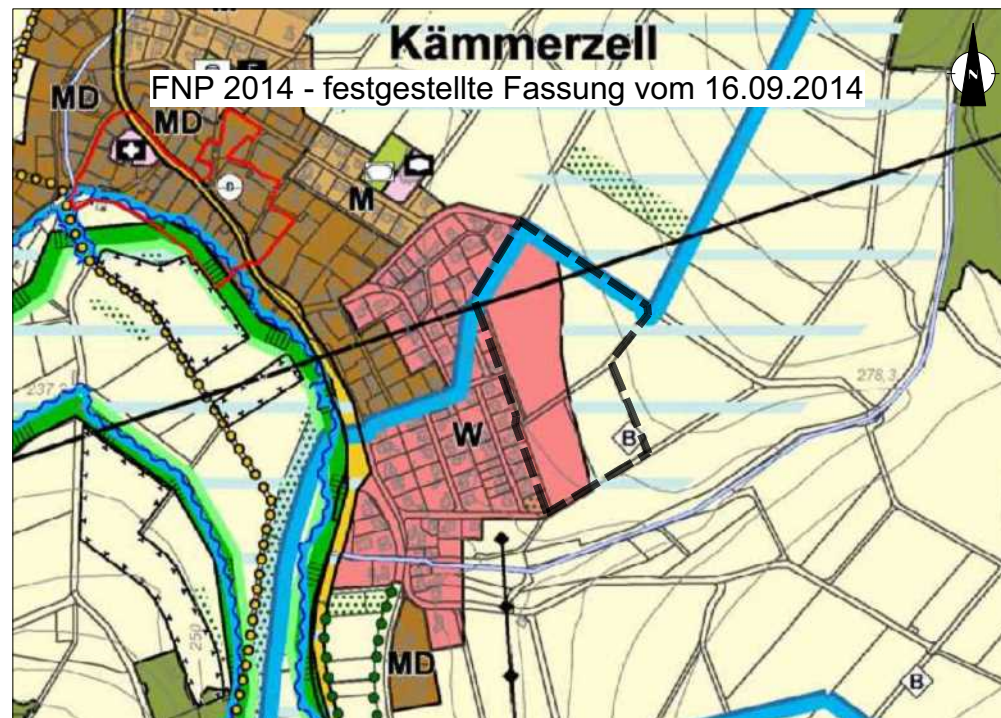 Kämmerzell
FNP 2014 - festgestellte Fassung vom 16.09.2014
N
MD
MD
M
B
W
278,3
237,2
B
250
MD
B